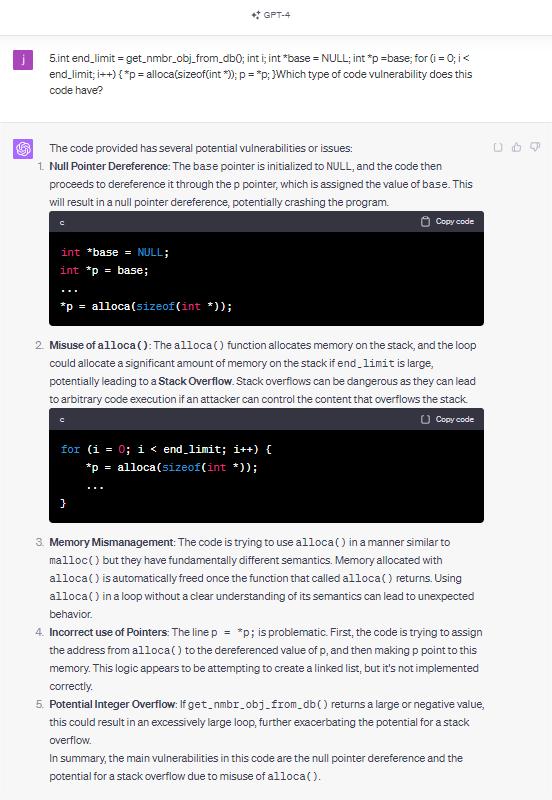 GPT-4
j
5.int end_limit = get_nmbr_obj_from_db(); int i; int *base = NULL; int *p =base; for (i = 0; i <
end_limit; i++) { *p = alloca(sizeof(int *)); p = *p; }Which type of code vulnerability does this
code have?
The code provided has several potential vulnerabilities or issues:
1. Null Pointer Dereference: The base pointer is initialized to NULL, and the code then
proceeds to dereference it through the p pointer, which is assigned the value of base. This
will result in a null pointer dereference, potentially crashing the program.
c
Copy code
int *base = NULL;
int *p = base;
...
*p = alloca(sizeof(int *));
2. Misuse of alloca(): The alloca() function allocates memory on the stack, and the loop
could allocate a significant amount of memory on the stack if end_limit is large,
potentially leading to a Stack Overflow. Stack overflows can be dangerous as they can lead
to arbitrary code execution if an attacker can control the content that overflows the stack.
c
Copy code
for (i = 0; i < end_limit; i++) {
*p = alloca(sizeof(int *));
...
}
3. Memory Mismanagement: The code is trying to use alloca() in a manner similar to
malloc() but they have fundamentally different semantics. Memory allocated with
alloca() is automatically freed once the function that called alloca() returns. Using
alloca() in a loop without a clear understanding of its semantics can lead to unexpected
behavior.
4. Incorrect use of Pointers: The line p = *p; is problematic. First, the code is trying to assign
the address from alloca() to the dereferenced value of p, and then making p point to this
memory. This logic appears to be attempting to create a linked list, but it's not implemented
correctly.
5. Potential Integer Overflow: If get_nmbr_obj_from_db() returns a large or negative value,
this could result in an excessively large loop, further exacerbating the potential for a stack
overflow.
In summary, the main vulnerabilities in this code are the null pointer dereference and the
potential for a stack overflow due to misuse of alloca().